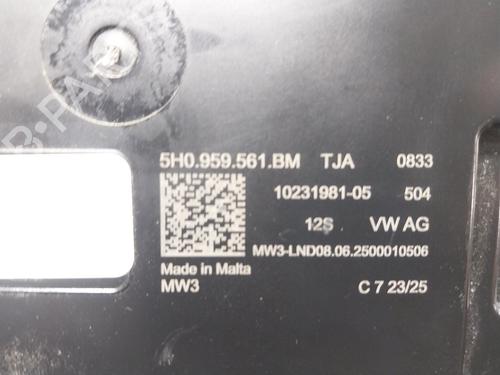 5H0.959.561.BM TJA 0833
10231981-05 504
12S VW AG
MW3-LND08.06.2500010506
Made in Malta
MW3 C 7 23/25